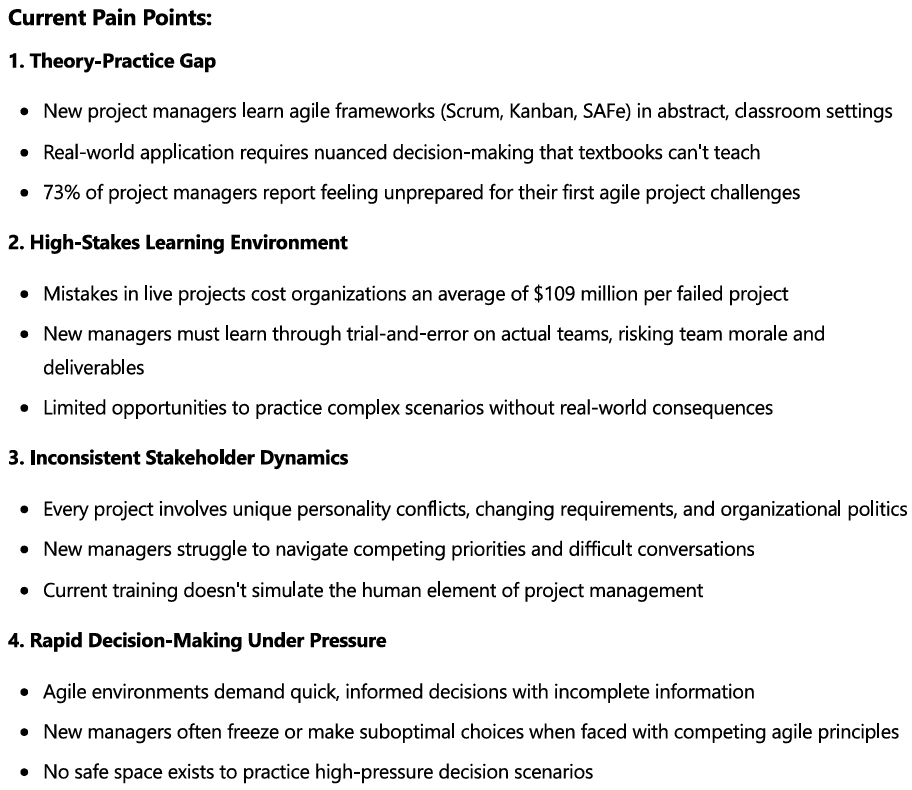 Current Pain Points:
1. Theory-Practice Gap
• New project managers learn agile frameworks (Scrum, Kanban, SAFe) in abstract, classroom settings
• Real-world application requires nuanced decision-making that textbooks can't teach
• 73% of project managers report feeling unprepared for their first agile project challenges
2. High-Stakes Learning Environment
• Mistakes in live projects cost organizations an average of $109 million per failed project
• New managers must learn through trial-and-error on actual teams, risking team morale and
deliverables
• Limited opportunities to practice complex scenarios without real-world consequences
3. Inconsistent Stakeholder Dynamics
• Every project involves unique personality conflicts, changing requirements, and organizational politics
• New managers struggle to navigate competing priorities and difficult conversations
• Current training doesn't simulate the human element of project management
4. Rapid Decision-Making Under Pressure
• Agile environments demand quick, informed decisions with incomplete information
• New managers often freeze or make suboptimal choices when faced with competing agile principles
• No safe space exists to practice high-pressure decision scenarios